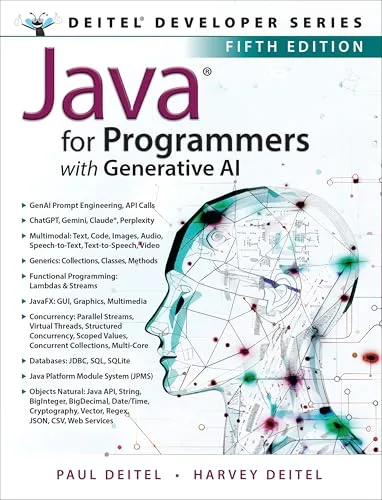 DEITEL® DEVELOPER SERIES
FIFTH EDITION
Java®
for Programmers
with Generative AI
GenAI Prompt Engineering, API Calls
ChatGPT, Gemini, Claude®, Perplexity
Multimodal: Text, Code, Images, Audio,
Speech-to-Text, Text-to-Speech, Video
Generics: Collections, Classes, Methods
Functional Programming:
Lambdas & Streams
JavaFX: GUI, Graphics, Multimedia
Concurrency: Parallel Streams,
Virtual Threads, Structured
Concurrency, Scoped Values,
Concurrent Collections, Multi-Core
Databases: JDBC, SQL, SQLite
Java Platform Module System (JPMS)
Objects Natural: Java API, String,
BigInteger, BigDecimal, Date/Time,
Cryptography, Vector, Regex,
JSON, CSV, Web Services
PAUL DEITEL • HARVEY DEITEL